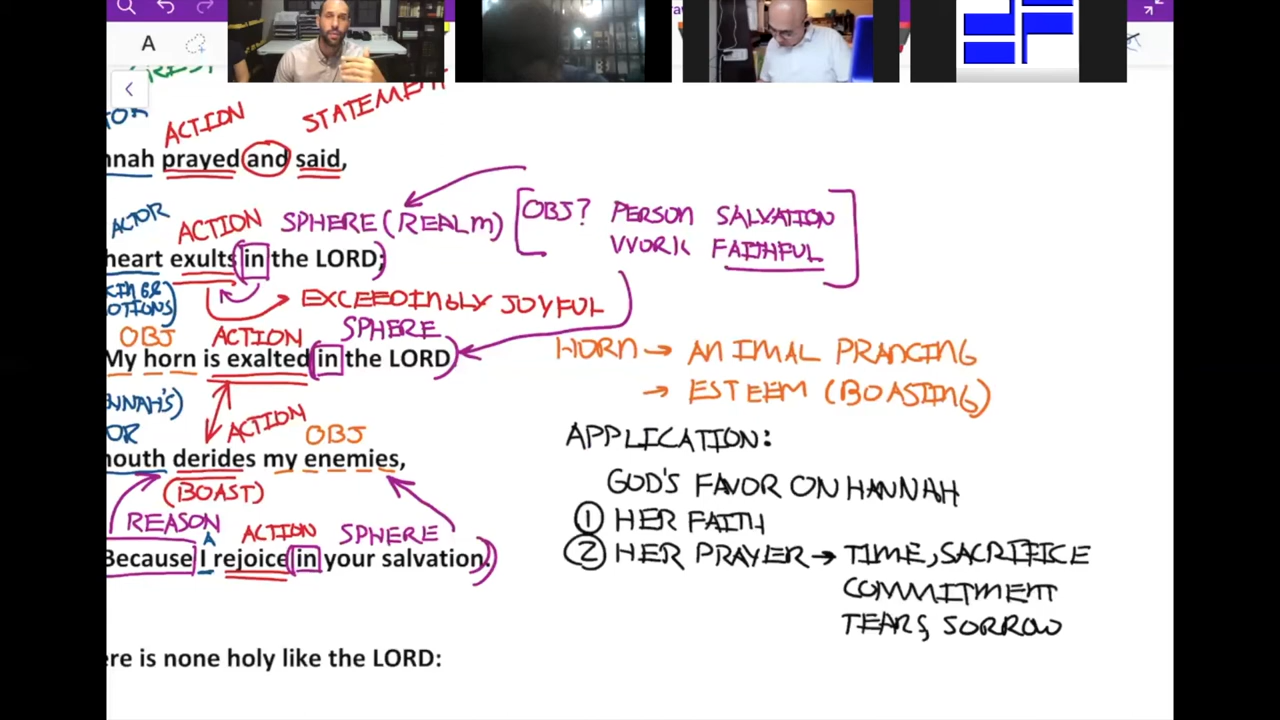 A
ACTION STATEMENT
nnah prayed and said,
ACTOR ACTION SPHERE (REALM) [OBJ? PERSON SALVATION
WORK FAITHFUL]
heart exults in the LORD;
EXCEEDINGLY JOYFUL
OBJ ACTION SPHERE
My horn is exalted in the LORD
HORN → ANIMAL PRANCING
→ ESTEEM (BOASTING)
NNAH'S)
OR ACTION OBJ
APPLICATION:
mouth derides my enemies,
GOD'S FAVOR ON HANNAH
(BOAST)
① HER FAITH
REASON A ACTION SPHERE
② HER PRAYER → TIME, SACRIFICE
Because I rejoice in your salvation.
COMMITMENT
TEARS, SORROW
ere is none holy like the LORD: